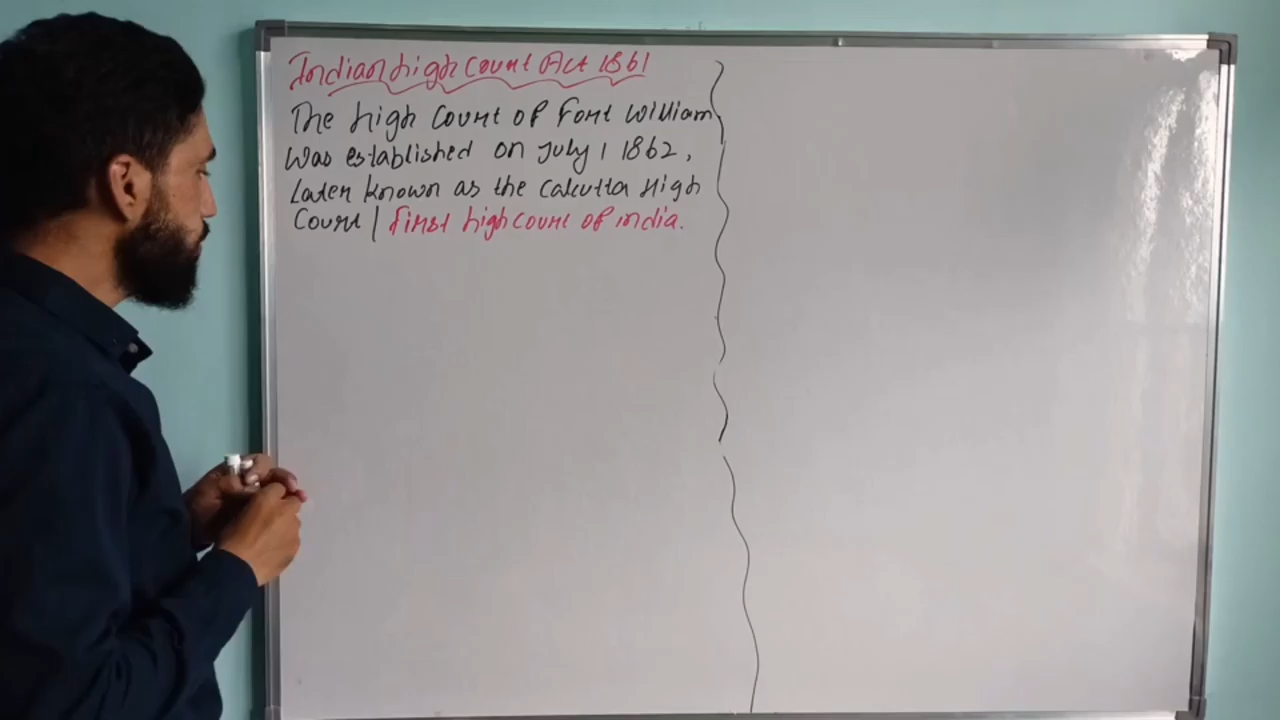 Indian high Court Act 1861
The high Court of Fort William
Was established on July 1 1862,
Later known as the Calcutta High
Court | First high court of india.